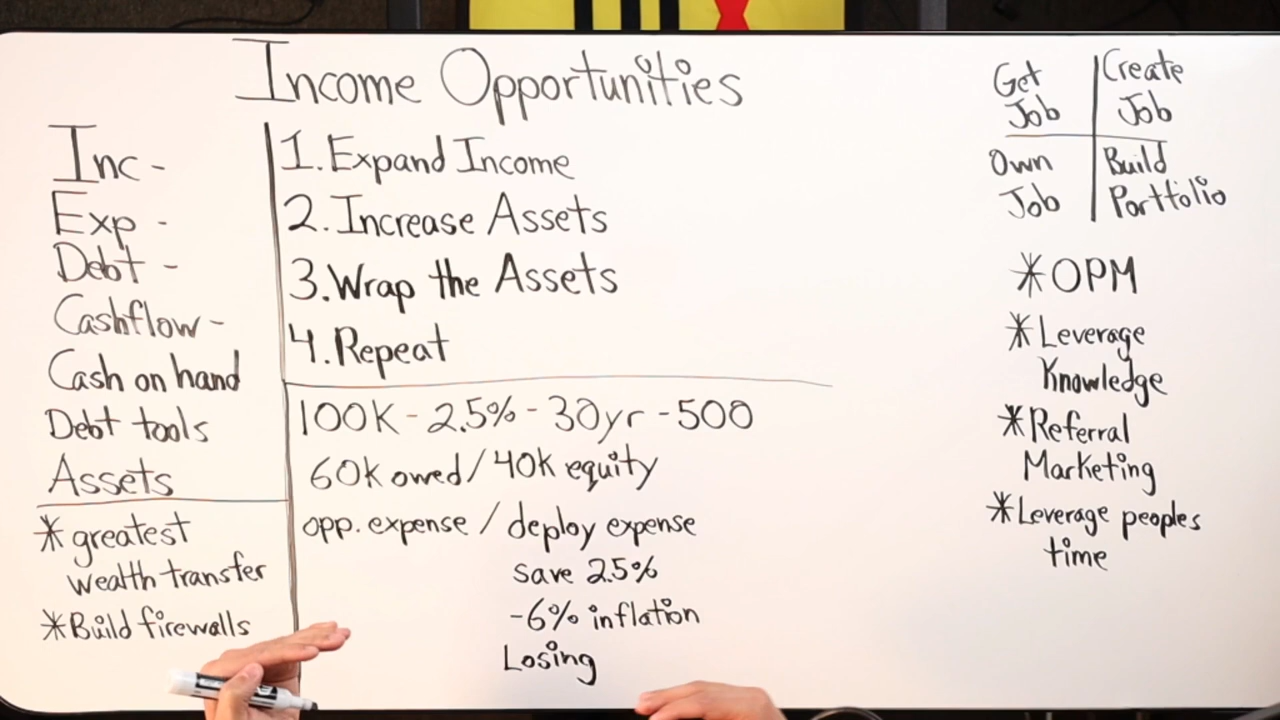 Income Opportunities
Inc -
Exp -
Debt -
Cashflow -
Cash on hand
Debt tools
Assets
* greatest
wealth transfer
* Build firewalls
1. Expand Income
2. Increase Assets
3. Wrap the Assets
4. Repeat
100K - 2.5% - 30yr - 500
60K owed / 40K equity
opp. expense / deploy expense
save 2.5%
-6% inflation
Losing
Get
Job
Create
Job
Own
Job
Build
Portfolio
* OPM
* Leverage
Knowledge
* Referral
Marketing
* Leverage peoples
time